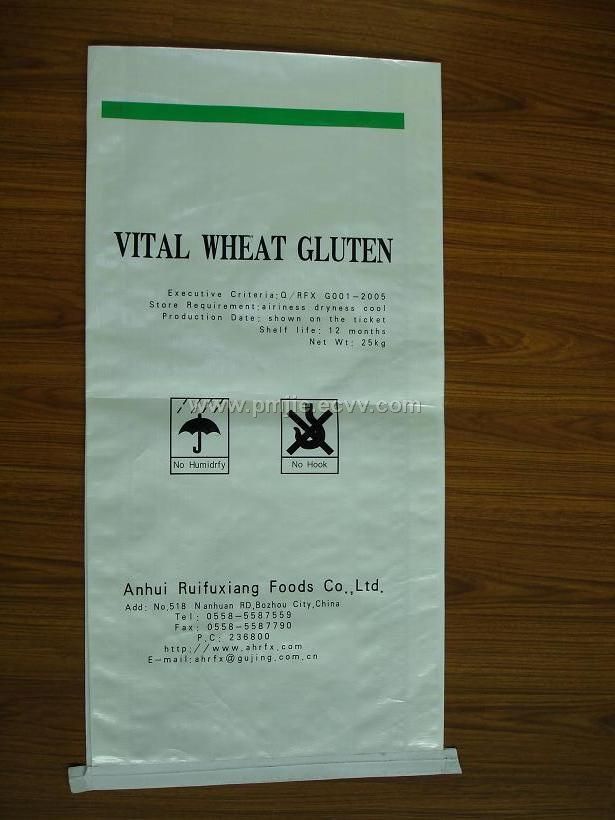 VITAL WHEAT GLUTEN
Executive Criteria:Q/RFX G001-2005
Store Requirement:airiness dryness cool
Production Date: shown on the ticket
Shelf life: 12 months
Net Wt: 25kg
www.pmjle.ecvv.com
No Humidrfy
No Hook
Anhui Ruifuxiang Foods Co.,Ltd.
Add: No,518 Nanhuan RD,Bozhou City,China
Tel: 0558-5587559
Fax: 0558-5587790
P.C: 236800
http://www.ahrfx.com
E-mail:ahrfx@gujing.com.cn